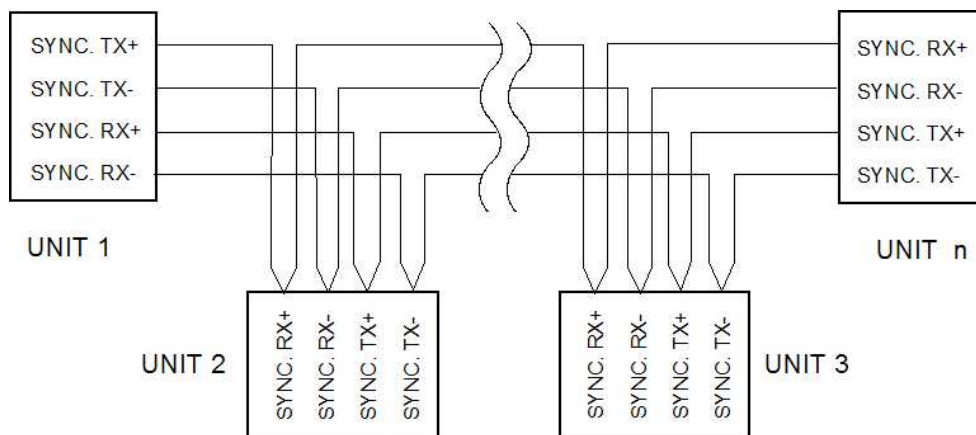 SYNC. TX+
SYNC. TX-
SYNC. RX+
SYNC. RX-
UNIT 1
SYNC. RX+
SYNC. RX-
SYNC. TX+
SYNC. TX-
UNIT n
UNIT 2
SYNC. RX+
SYNC. RX-
SYNC. TX+
SYNC. TX-
SYNC. RX+
SYNC. RX-
SYNC. TX+
SYNC. TX-
UNIT 3